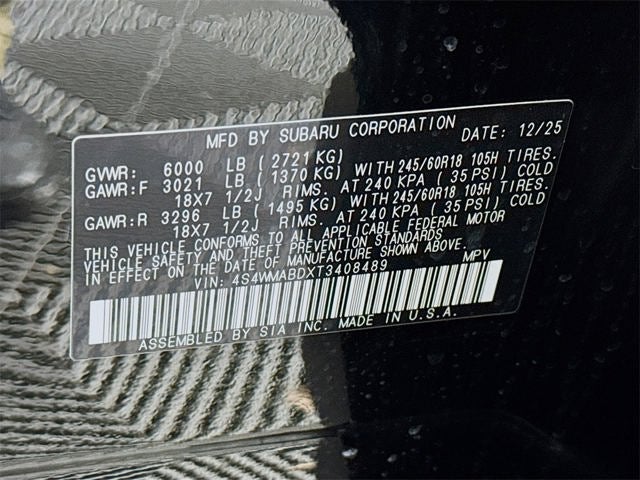 MFD BY SUBARU CORPORATION DATE: 12/25
GVWR: 6000 LB ( 2721 KG)
GAWR:F 3021 LB ( 1370 KG) WITH 245/60R18 105H TIRES.
18X7 1/2J RIMS. AT 240 KPA ( 35 PSI) COLD
GAWR:R 3296 LB ( 1495 KG) WITH 245/60R18 105H TIRES.
18X7 1/2J RIMS. AT 240 KPA ( 35 PSI) COLD
THIS VEHICLE CONFORMS TO ALL APPLICABLE FEDERAL MOTOR
VEHICLE SAFETY AND THEFT PREVENTION STANDARDS
IN EFFECT ON THE DATE OF MANUFACTURE SHOWN ABOVE.
VIN: 4S4WMABDXT3408489 MPV
ASSEMBLED BY SIA INC. MADE IN U.S.A.